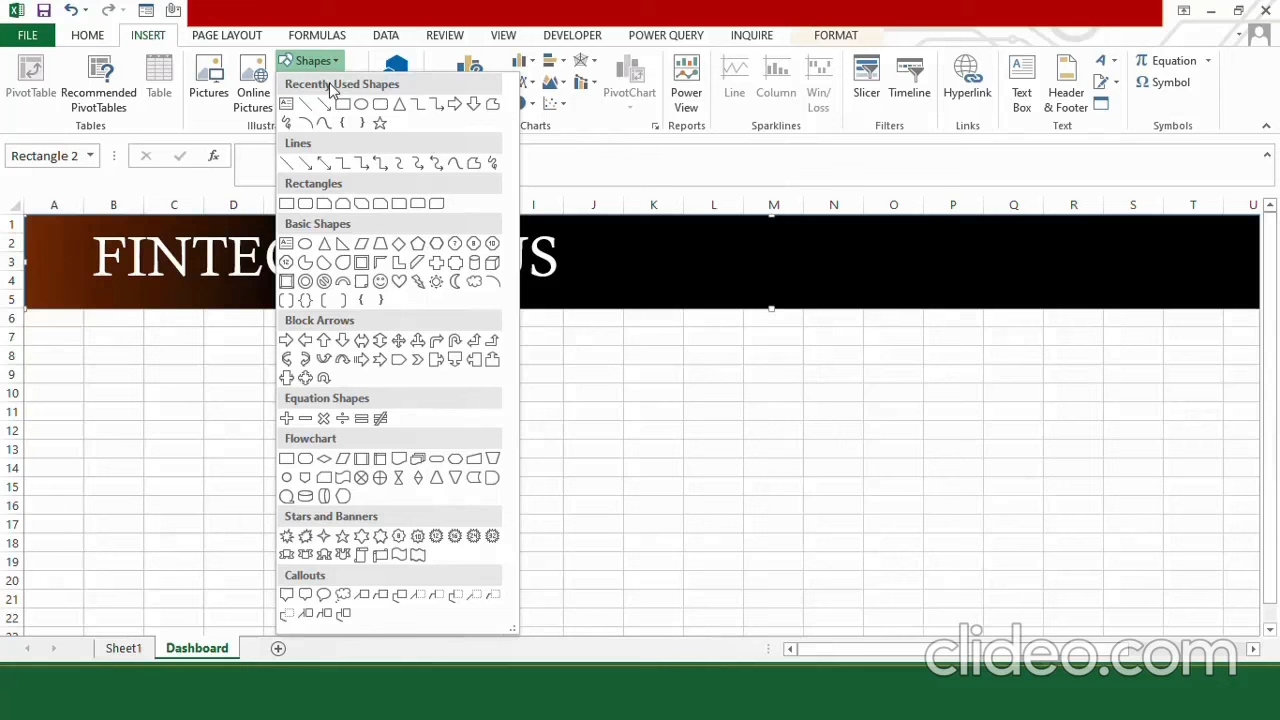 FILE HOME INSERT PAGE LAYOUT FORMULAS DATA REVIEW VIEW DEVELOPER POWER QUERY INQUIRE FORMAT
Shapes
Equation
Symbol
PivotTable Recommended PivotTables Table
Pictures Online Pictures
PivotChart
Power View
Line Column Win/Loss
Slicer Timeline
Hyperlink
Text Box
Header & Footer
Tables Illustr Charts Reports Sparklines Filters Links Text Symbols
Recently Used Shapes
Lines
Rectangles
Basic Shapes
Block Arrows
Equation Shapes
Flowchart
Stars and Banners
Callouts
Rectangle 2
fx
A B C D I J K L M N O P Q R S T U
1
2
3
4
5
6
7
8
9
10
11
12
13
14
15
16
17
18
19
20
21
22
FINTE US
Sheet1 Dashboard
clideo.com